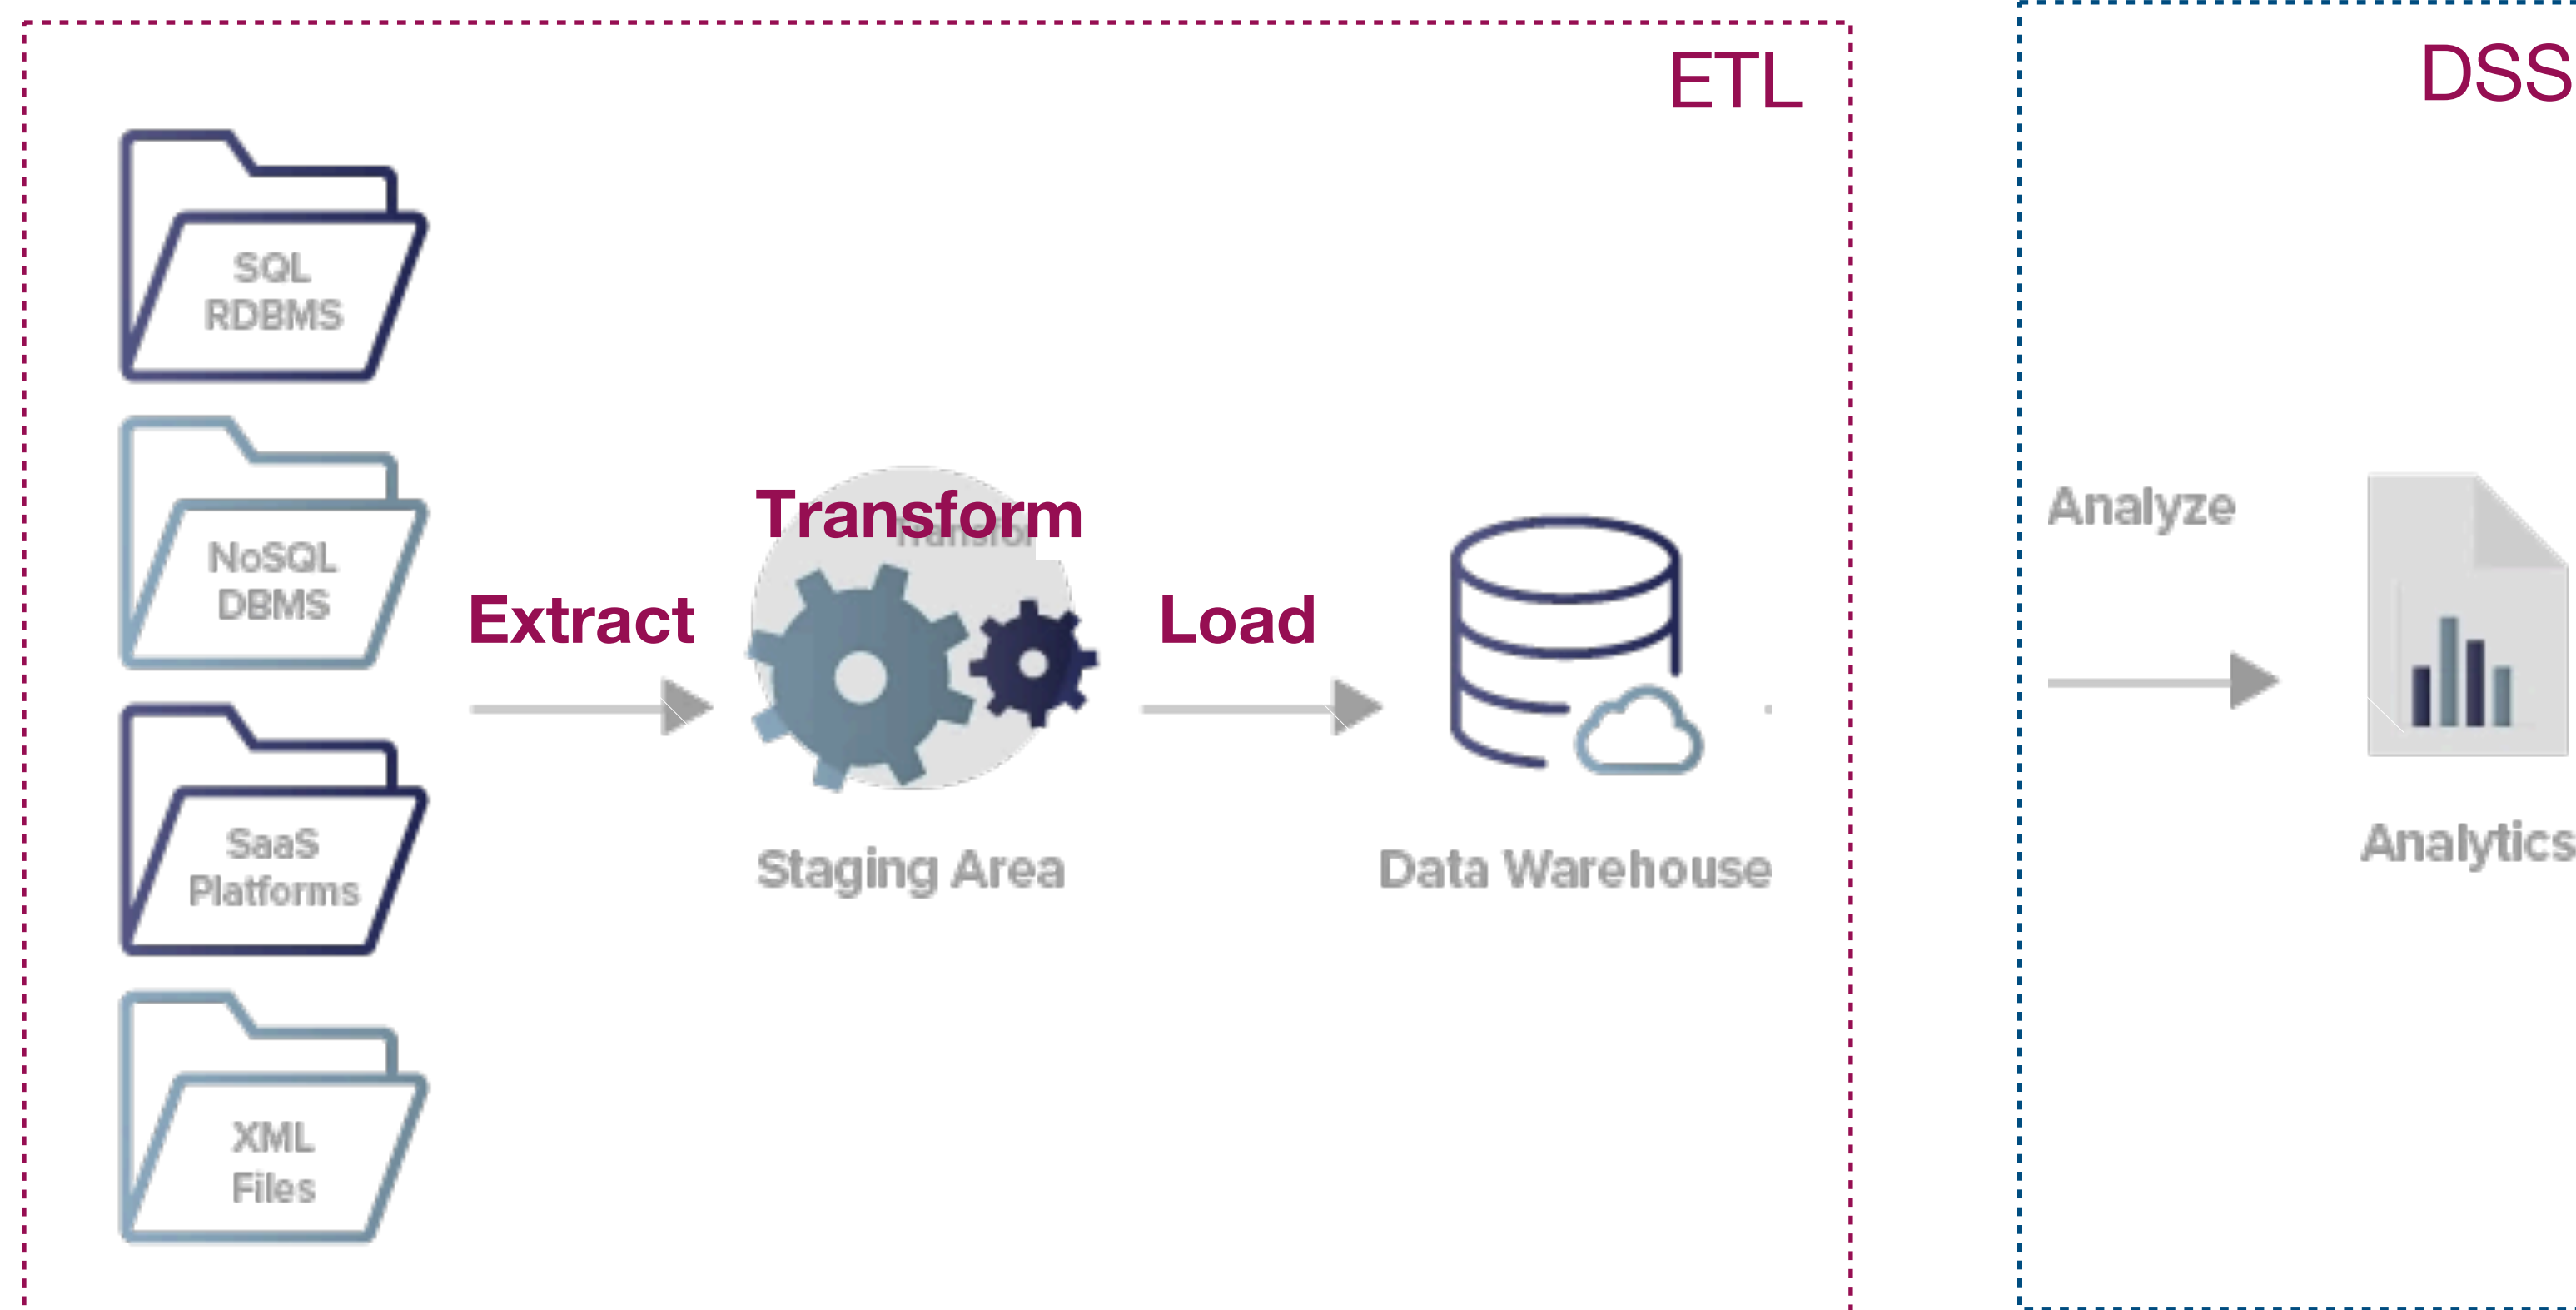 ETL
DSS
SQL
RDBMS
NoSQL
DBMS
SaaS
Platforms
XML
Files
Extract
Transform
Staging Area
Load
Data Warehouse
Analyze
Analytics